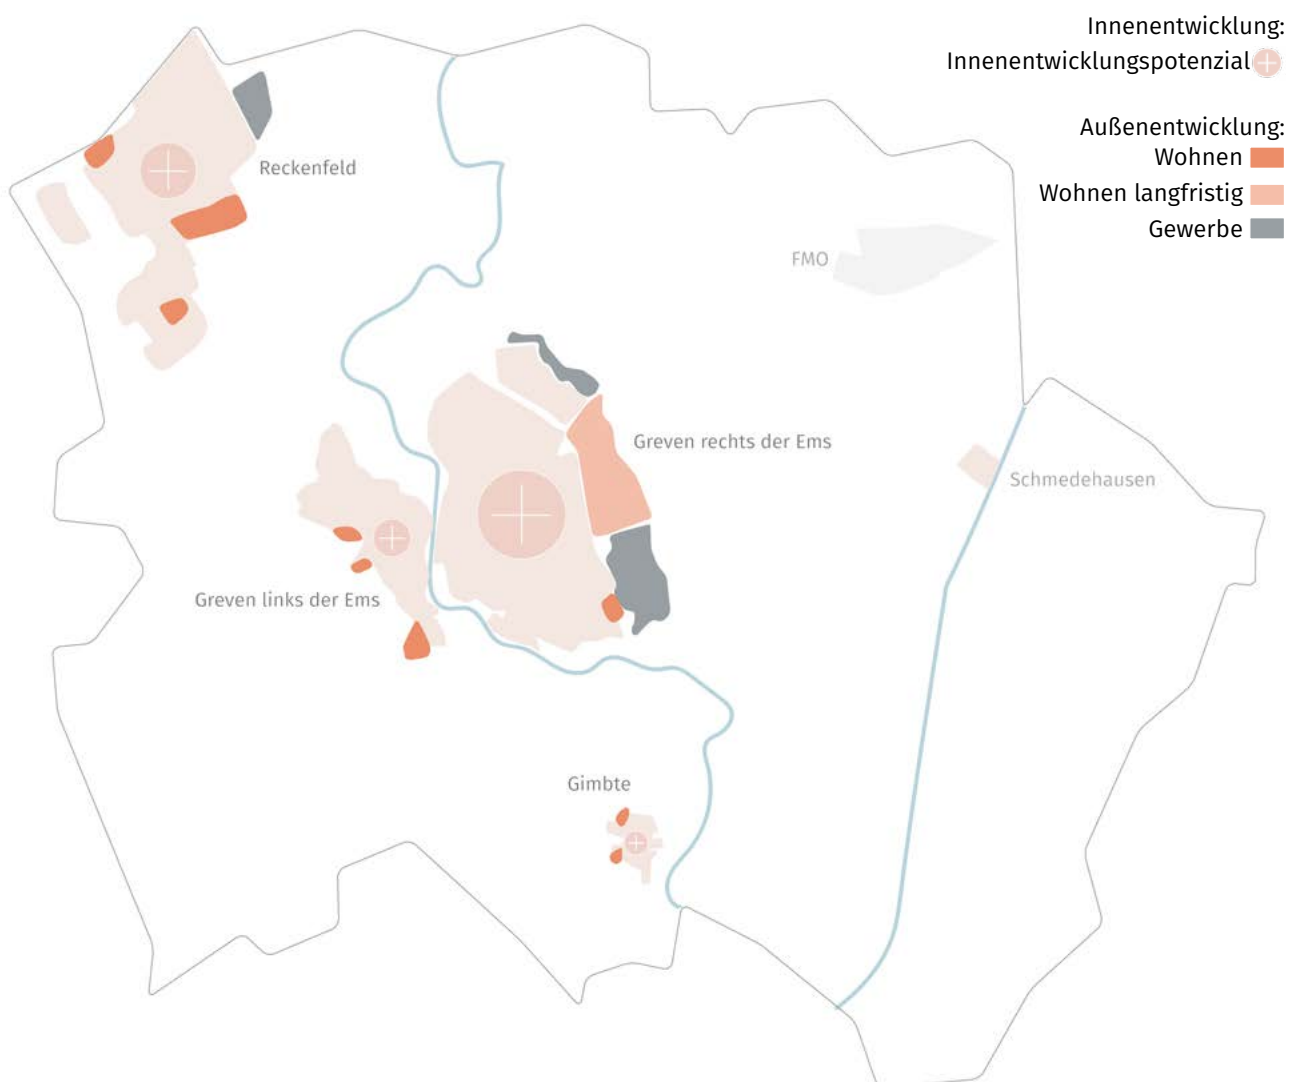 Innenentwicklung:
Innenentwicklungspotenzial
Außenentwicklung:
Wohnen
Wohnen langfristig
Gewerbe
Reckenfeld
FMO
Greven rechts der Ems
Schmedehausen
Greven links der Ems
Gimbte